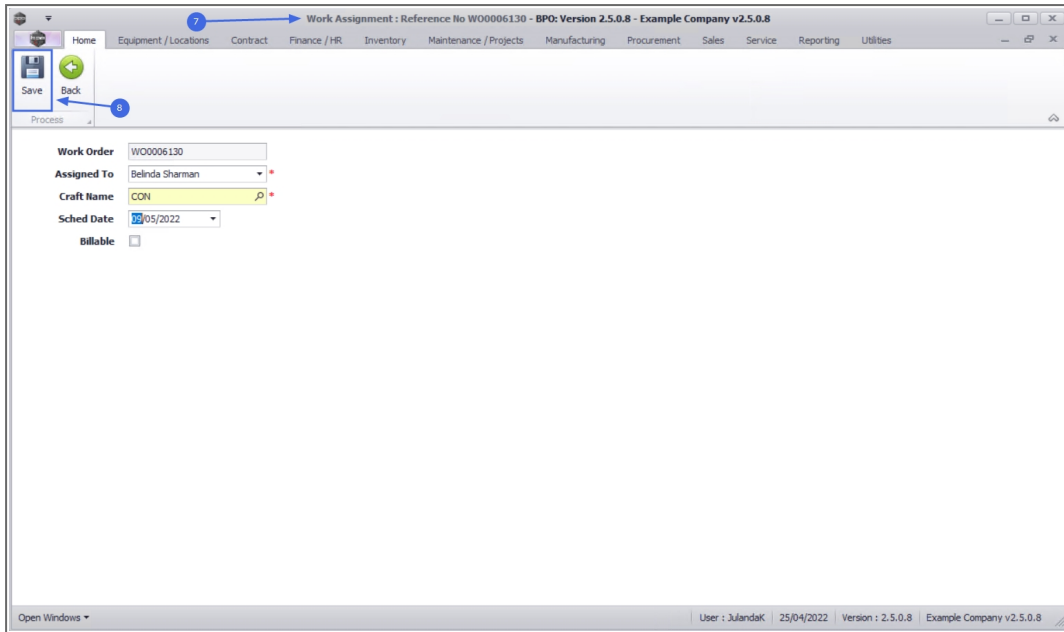 7
Work Assignment : Reference No WO0006130 - BPO: Version 2.5.0.8 - Example Company v2.5.0.8
Home Equipment / Locations Contract Finance / HR Inventory Maintenance / Projects Manufacturing Procurement Sales Service Reporting Utilities
Save Back
8
Process
Work Order WO0006130
Assigned To Belinda Sharman *
Craft Name CON *
Sched Date 09/05/2022
Billable
Open Windows User : JulandaK 25/04/2022 Version : 2.5.0.8 Example Company v2.5.0.8